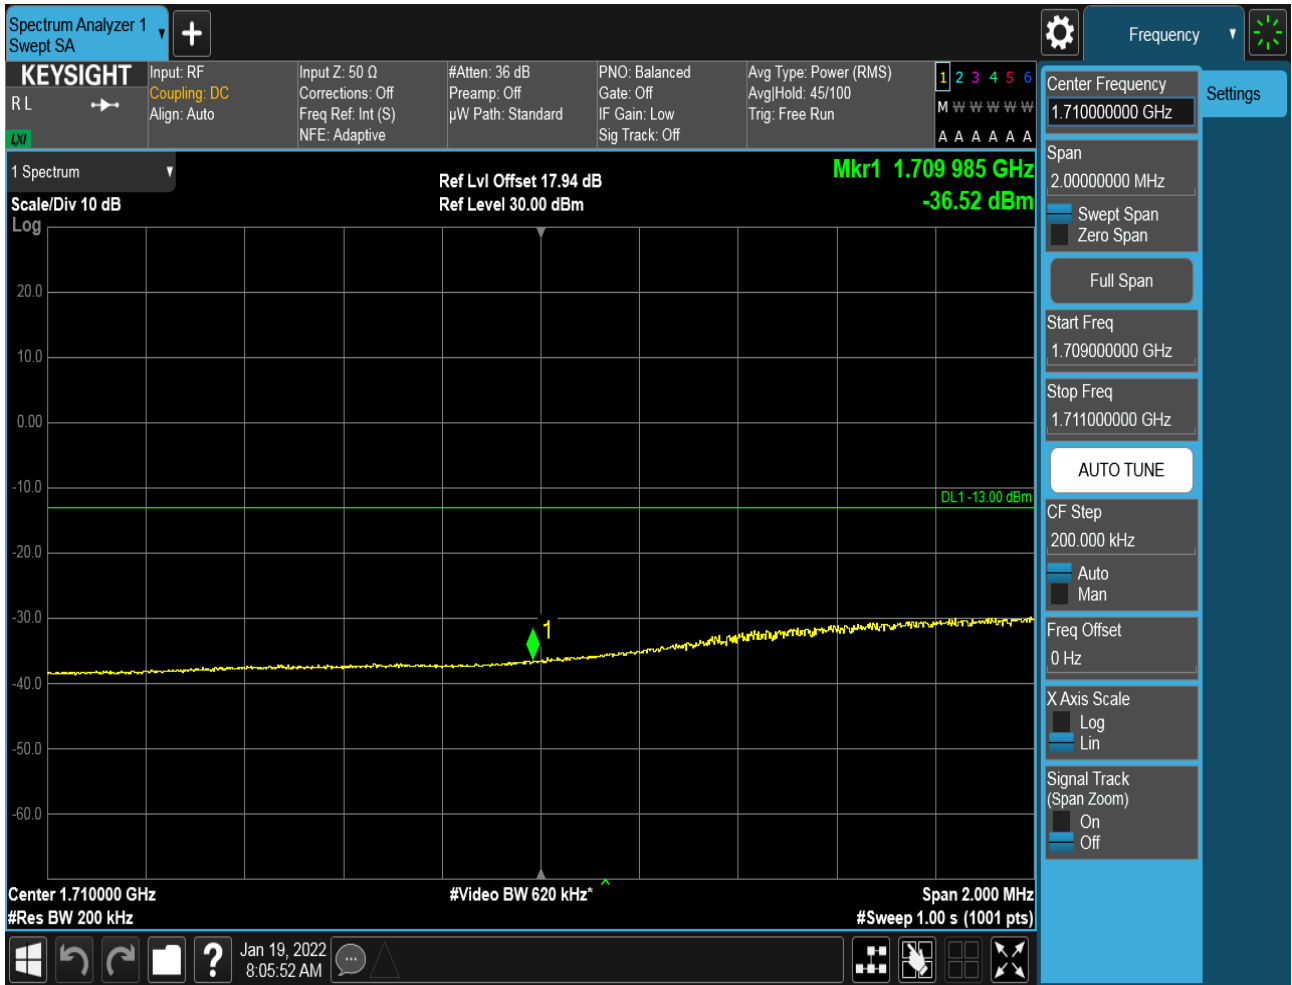 Spectrum Analyzer 1
Swept SA
+
Frequency
KEYSIGHT
R L
LXI
Input: RF
Coupling: DC
Align: Auto
Input Z: 50 Ω
Corrections: Off
Freq Ref: Int (S)
NFE: Adaptive
#Atten: 36 dB
Preamp: Off
µW Path: Standard
PNO: Balanced
Gate: Off
IF Gain: Low
Sig Track: Off
Avg Type: Power (RMS)
Avg|Hold: 45/100
Trig: Free Run
1 2 3 4 5 6
M W W W W W
A A A A A A
1 Spectrum
Scale/Div 10 dB
Log
Ref Lvl Offset 17.94 dB
Ref Level 30.00 dBm
Mkr1 1.709 985 GHz
-36.52 dBm
20.0
10.0
0.00
-10.0
-20.0
-30.0
-40.0
-50.0
-60.0
DL1 -13.00 dBm
1
Center 1.710000 GHz
#Res BW 200 kHz
#Video BW 620 kHz*
Span 2.000 MHz
#Sweep 1.00 s (1001 pts)
Jan 19, 2022
8:05:52 AM
?
Center Frequency
1.710000000 GHz
Settings
Span
2.00000000 MHz
Swept Span
Zero Span
Full Span
Start Freq
1.709000000 GHz
Stop Freq
1.711000000 GHz
AUTO TUNE
CF Step
200.000 kHz
Auto
Man
Freq Offset
0 Hz
X Axis Scale
Log
Lin
Signal Track
(Span Zoom)
On
Off